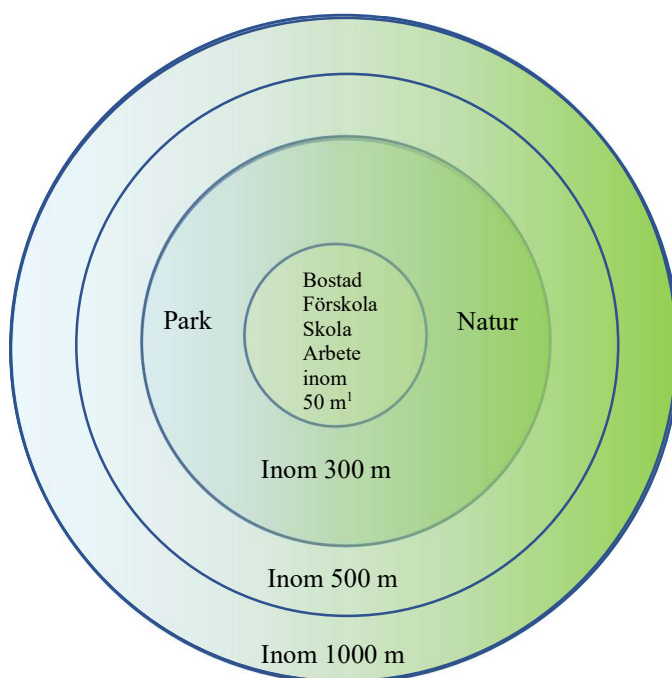 Bostad
Förskola
Skola
Arbete
inom
50 m¹
Park
Natur
Inom 300 m
Inom 500 m
Inom 1000 m